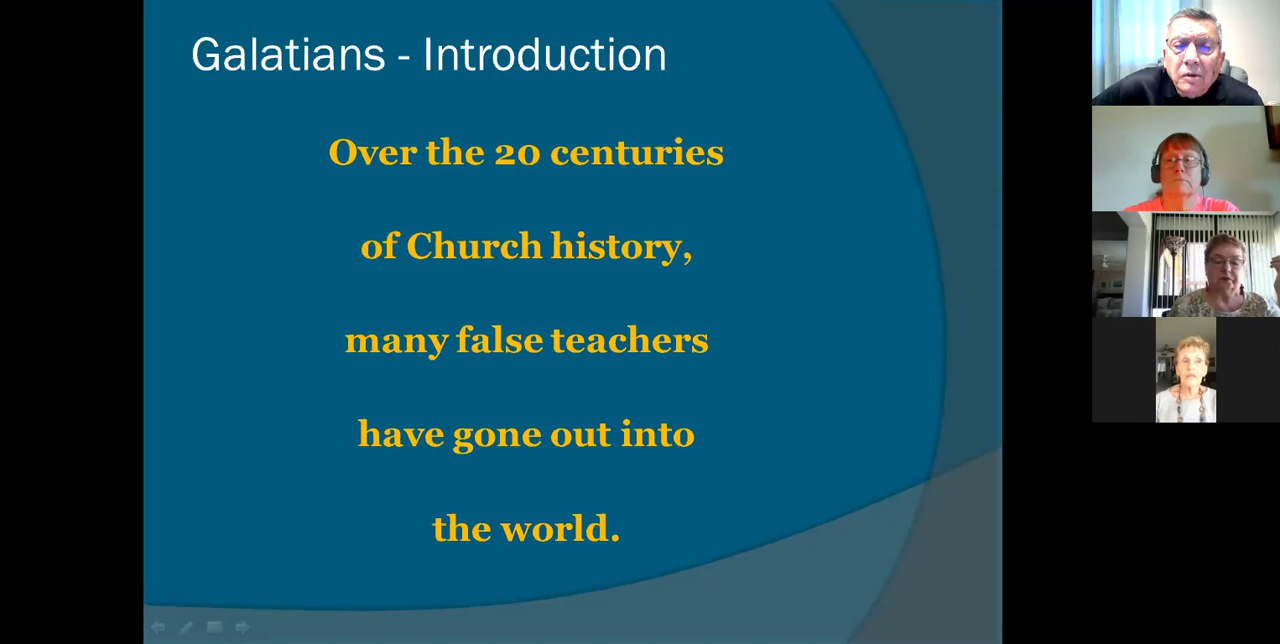 Galatians - Introduction
Over the 20 centuries
of Church history,
many false teachers
have gone out into
the world.